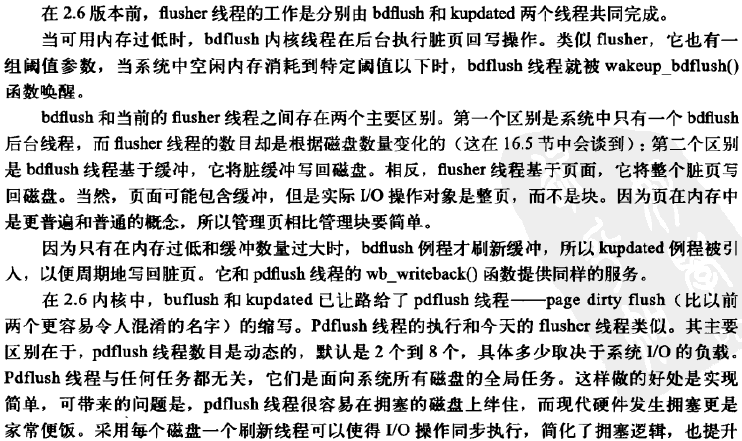 在 2.6 版本前，flusher 线程的工作是分别由 bdflush 和 kupdated 两个线程共同完成。
当可用内存过低时，bdflush 内核线程在后台执行脏页回写操作。类似 flusher，它也有一
组阈值参数，当系统中空闲内存消耗到特定阈值以下时，bdflush 线程就被 wakeup_bdflush()
函数唤醒。
bdflush 和当前的 flusher 线程之间存在两个主要区别。第一个区别是系统中只有一个 bdflush
后台线程，而 flusher 线程的数目却是根据磁盘数量变化的（这在 16.5 节中会谈到）；第二个区别
是 bdflush 线程基于缓冲，它将脏缓冲写回磁盘。相反，flusher 线程基于页面，它将整个脏页写
回磁盘。当然，页面可能包含缓冲，但是实际 I/O 操作对象是整页，而不是块。因为页在内存中
是更普遍和普通的概念，所以管理页相比管理块要简单。
因为只有在内存过低和缓冲数量过大时，bdflush 例程才刷新缓冲，所以 kupdated 例程被引
入，以便周期地写回脏页。它和 pdflush 线程的 wb_writeback() 函数提供同样的服务。
在 2.6 内核中，buflush 和 kupdated 已让路给了 pdflush 线程——page dirty flush（比以前
两个更容易令人混淆的名字）的缩写。Pdflush 线程的执行和今天的 flusher 线程类似。其主要
区别在于，pdflush 线程数目是动态的，默认是 2 个到 8 个，具体多少取决于系统 I/O 的负载。
Pdflush 线程与任何任务都无关，它们是面向系统所有磁盘的全局任务。这样做的好处是实现
简单，可带来的问题是，pdflush 线程很容易在拥塞的磁盘上绊住，而现代硬件发生拥塞更是
家常便饭。采用每个磁盘一个刷新线程可以使得 I/O 操作同步执行，简化了拥塞逻辑，也提升